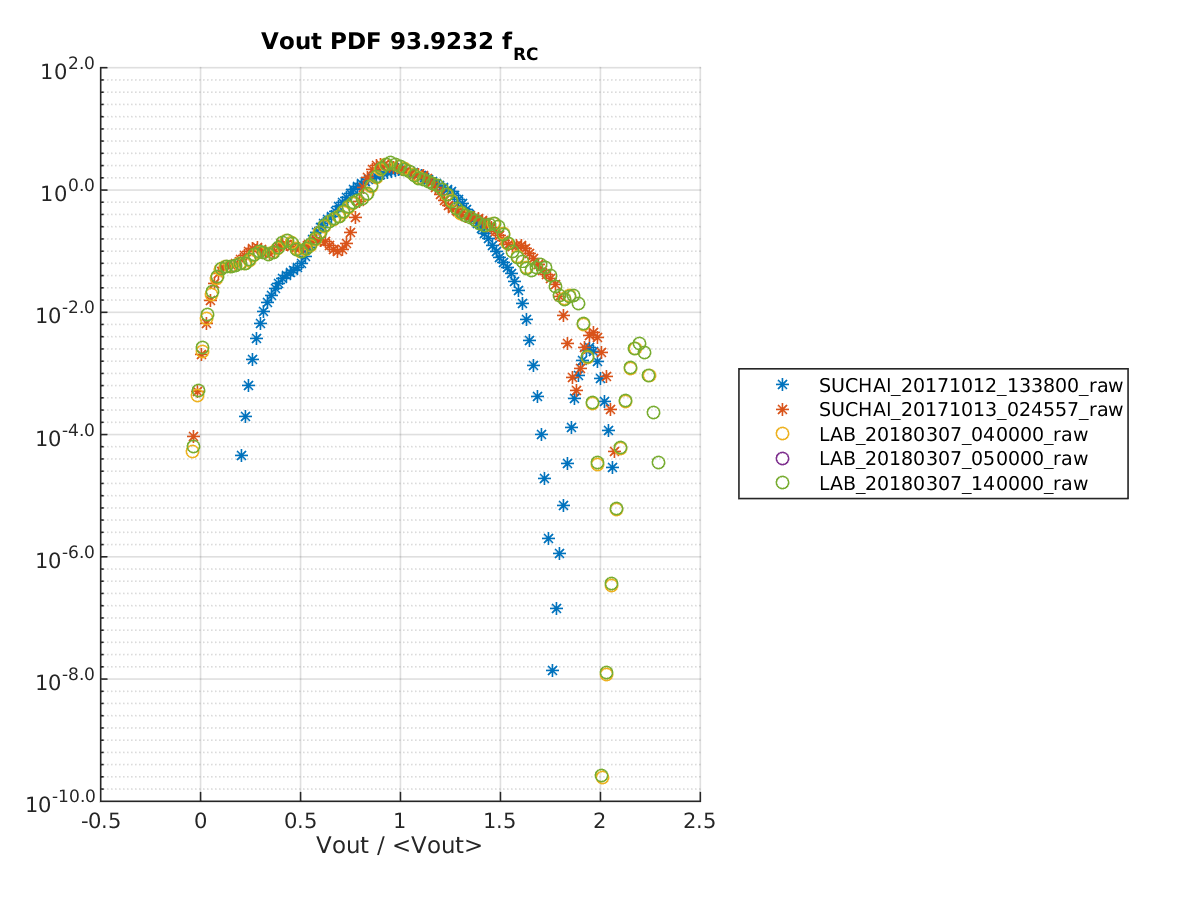 Vout PDF 93.9232 f_RC
10^2.0
10^0.0
10^-2.0
10^-4.0
10^-6.0
10^-8.0
10^-10.0
-0.5 0 0.5 1 1.5 2 2.5
Vout / <Vout>
SUCHAI_20171012_133800_raw
SUCHAI_20171013_024557_raw
LAB_20180307_040000_raw
LAB_20180307_050000_raw
LAB_20180307_140000_raw